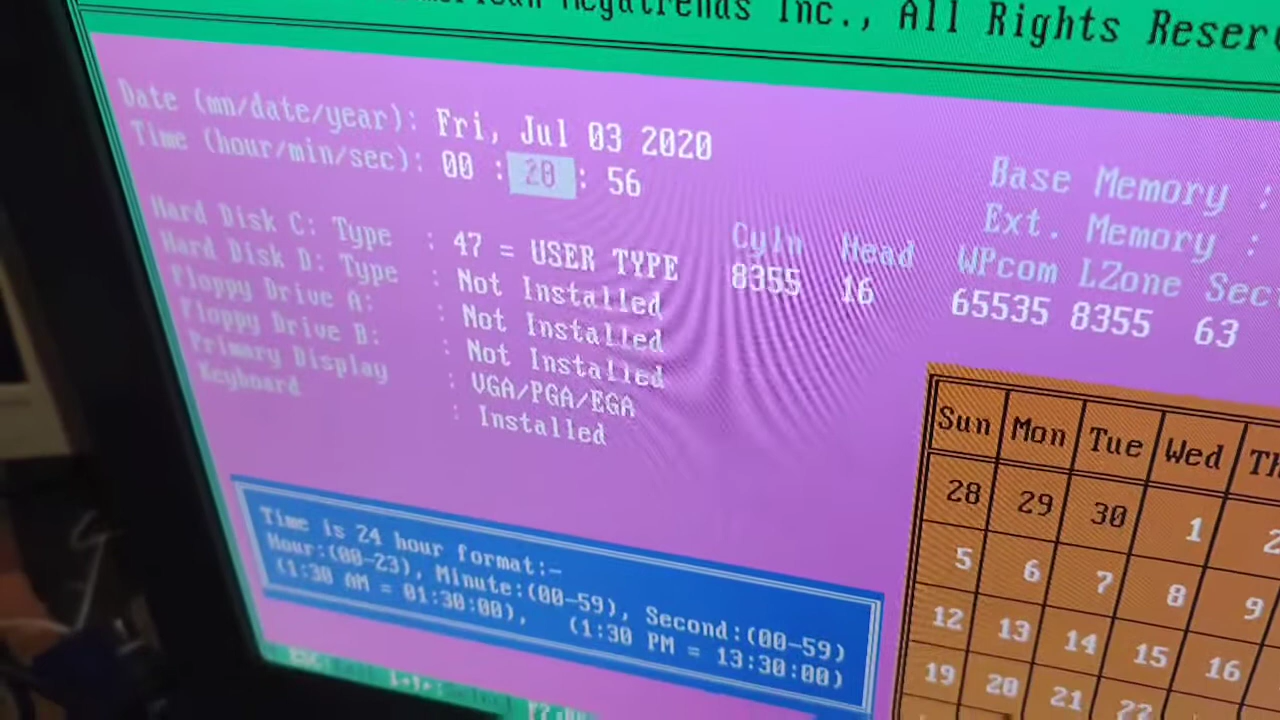 Megatrends Inc., All Rights
Date (mn/date/year): Fri, Jul 03 2020
Time (hour/min/sec): 00 : 20 : 56
Base Memory :
Ext. Memory :
Cyln Head WPcom LZone
Hard Disk C: Type : 47 = USER TYPE 8355 16 65535 8355 63
Hard Disk D: Type : Not Installed
Floppy Drive A: : Not Installed
Floppy Drive B: : Not Installed
Primary Display : VGA/PGA/EGA
Keyboard : Installed
Sun Mon Tue Wed
28 29 30 1 2
5 6 7 8 9
12 13 14 15 16
19 20 21 22
Time is 24 hour format:-
Hour:(00-23), Minute:(00-59), Second:(00-59)
(1:30 AM = 01:30:00), (1:30 PM = 13:30:00)